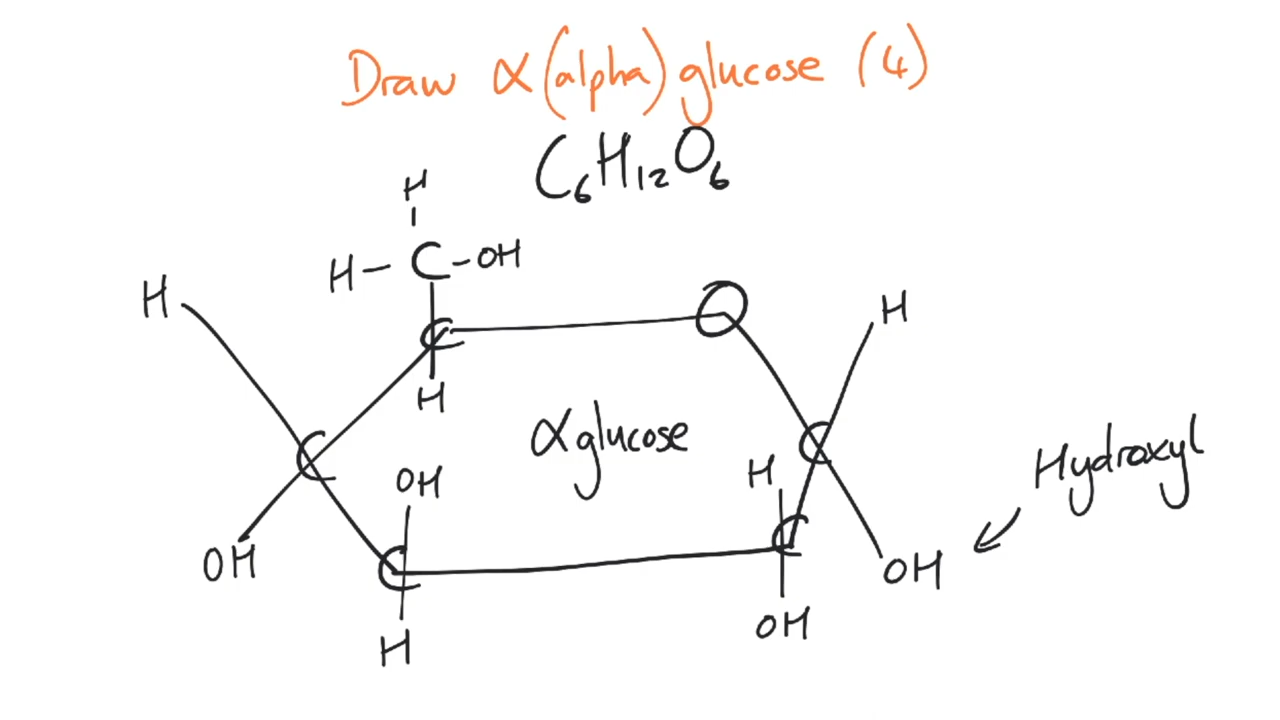 Draw α(alpha) glucose (4)
C₆H₁₂O₆
H
H-C-OH
H
C
O
H
H
C
α glucose
C
Hydroxyl
OH
H
OH
C
C
OH
H
OH